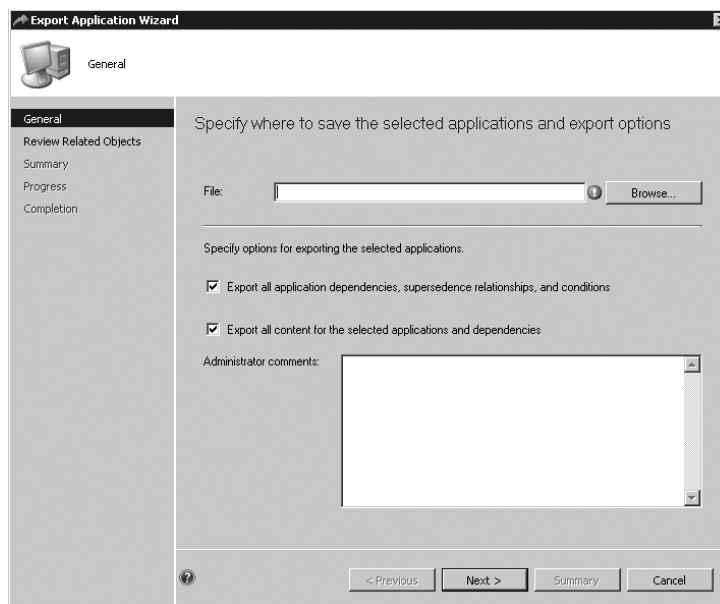 Export Application Wizard
General
General
Review Related Objects
Summary
Progress
Completion
Specify where to save the selected applications and export options
File:
Browse...
Specify options for exporting the selected applications.
Export all application dependencies, supersedence relationships, and conditions
Export all content for the selected applications and dependencies
Administrator comments:
< Previous
Next >
Summary
Cancel